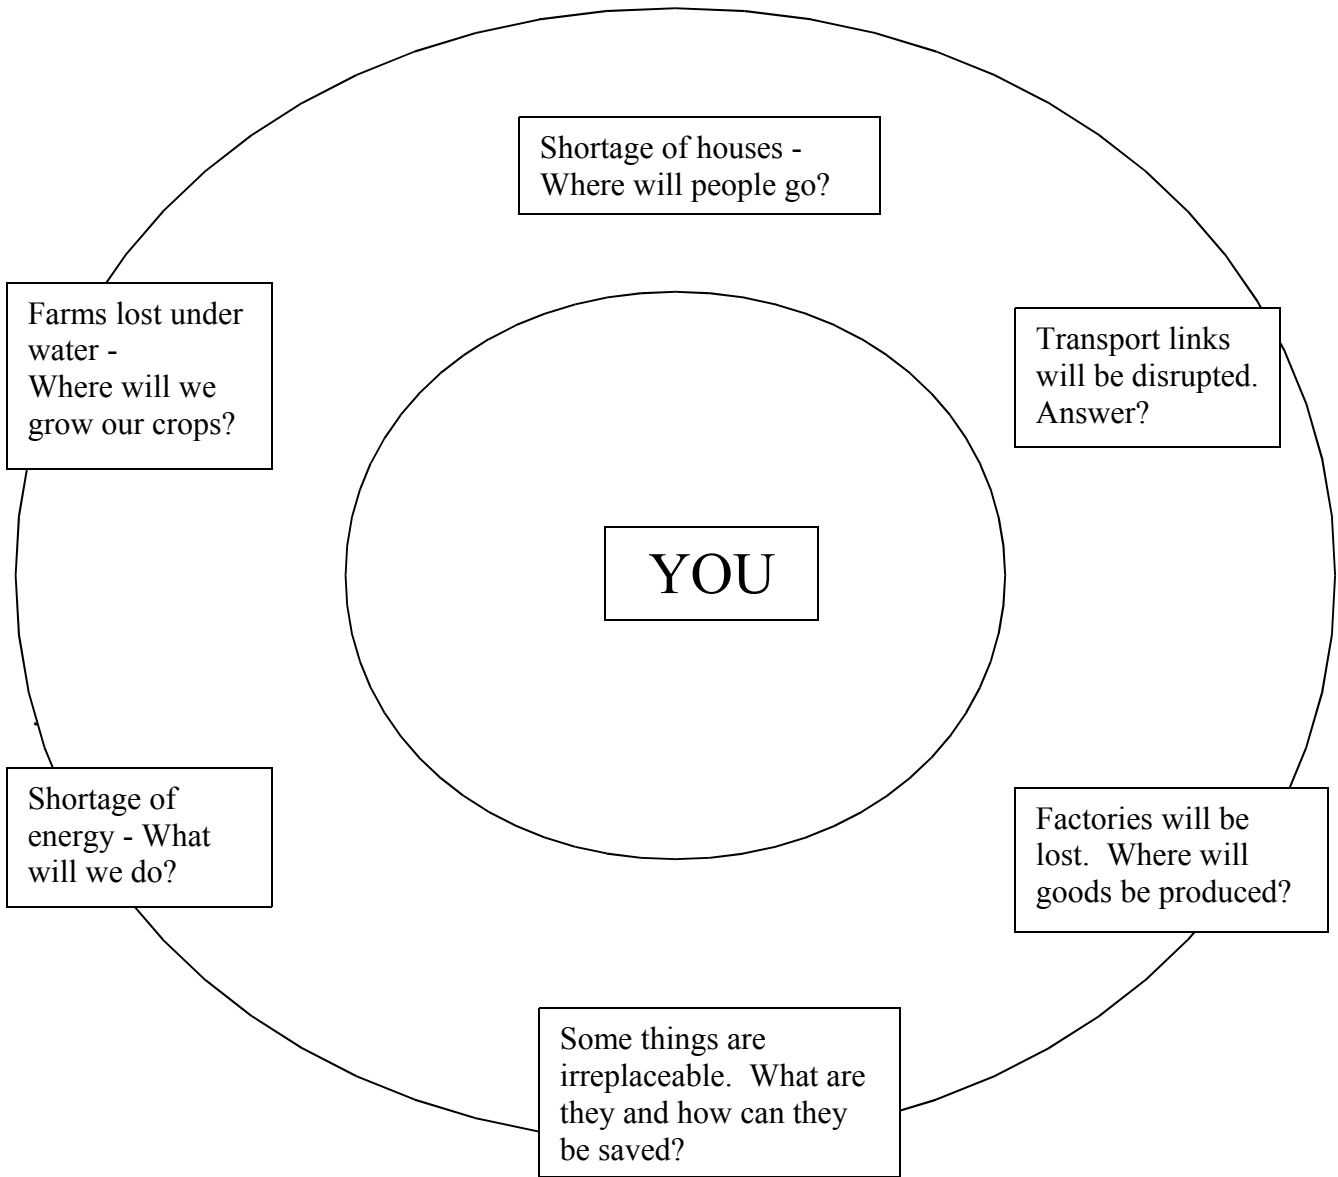 Shortage of houses -
Where will people go?
Farms lost under
water -
Where will we
grow our crops?
Transport links
will be disrupted.
Answer?
YOU
Shortage of
energy - What
will we do?
Factories will be
lost.  Where will
goods be produced?
Some things are
irreplaceable.  What are
they and how can they
be saved?